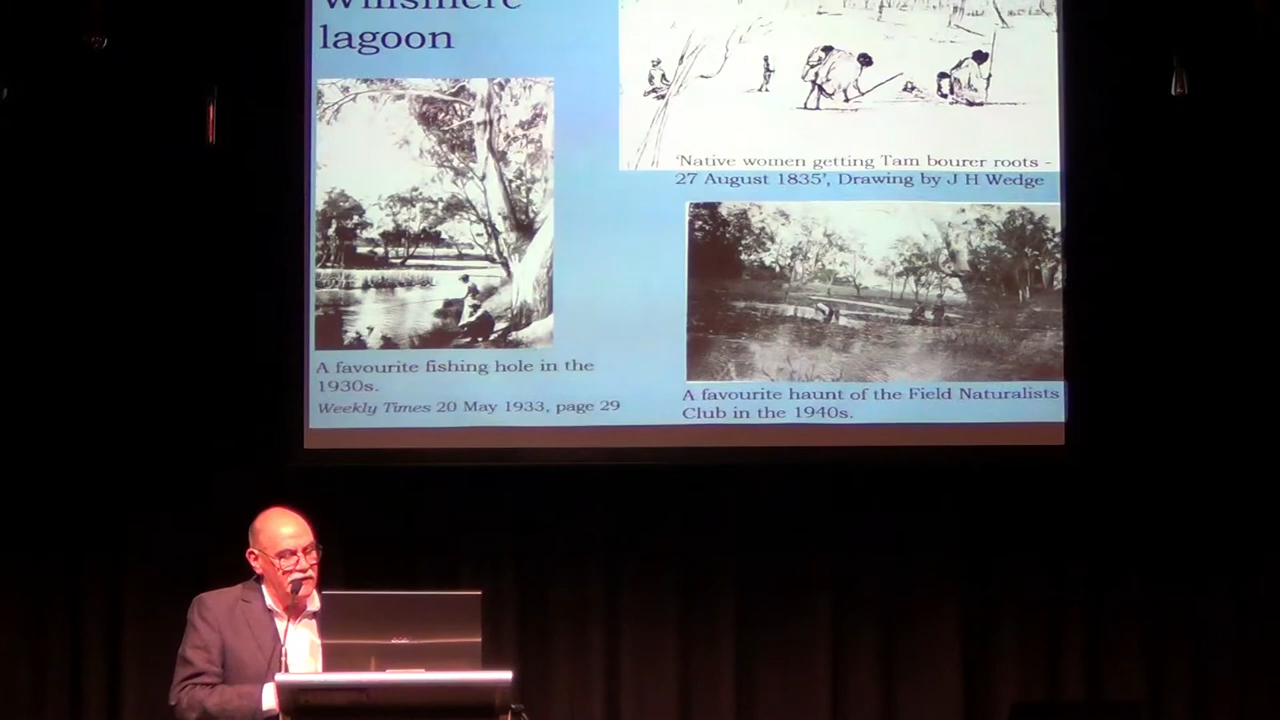 lagoon
'Native women getting Tam bourer roots -
27 August 1835', Drawing by J H Wedge
A favourite fishing hole in the
1930s.
Weekly Times 20 May 1933, page 29
A favourite haunt of the Field Naturalists
Club in the 1940s.